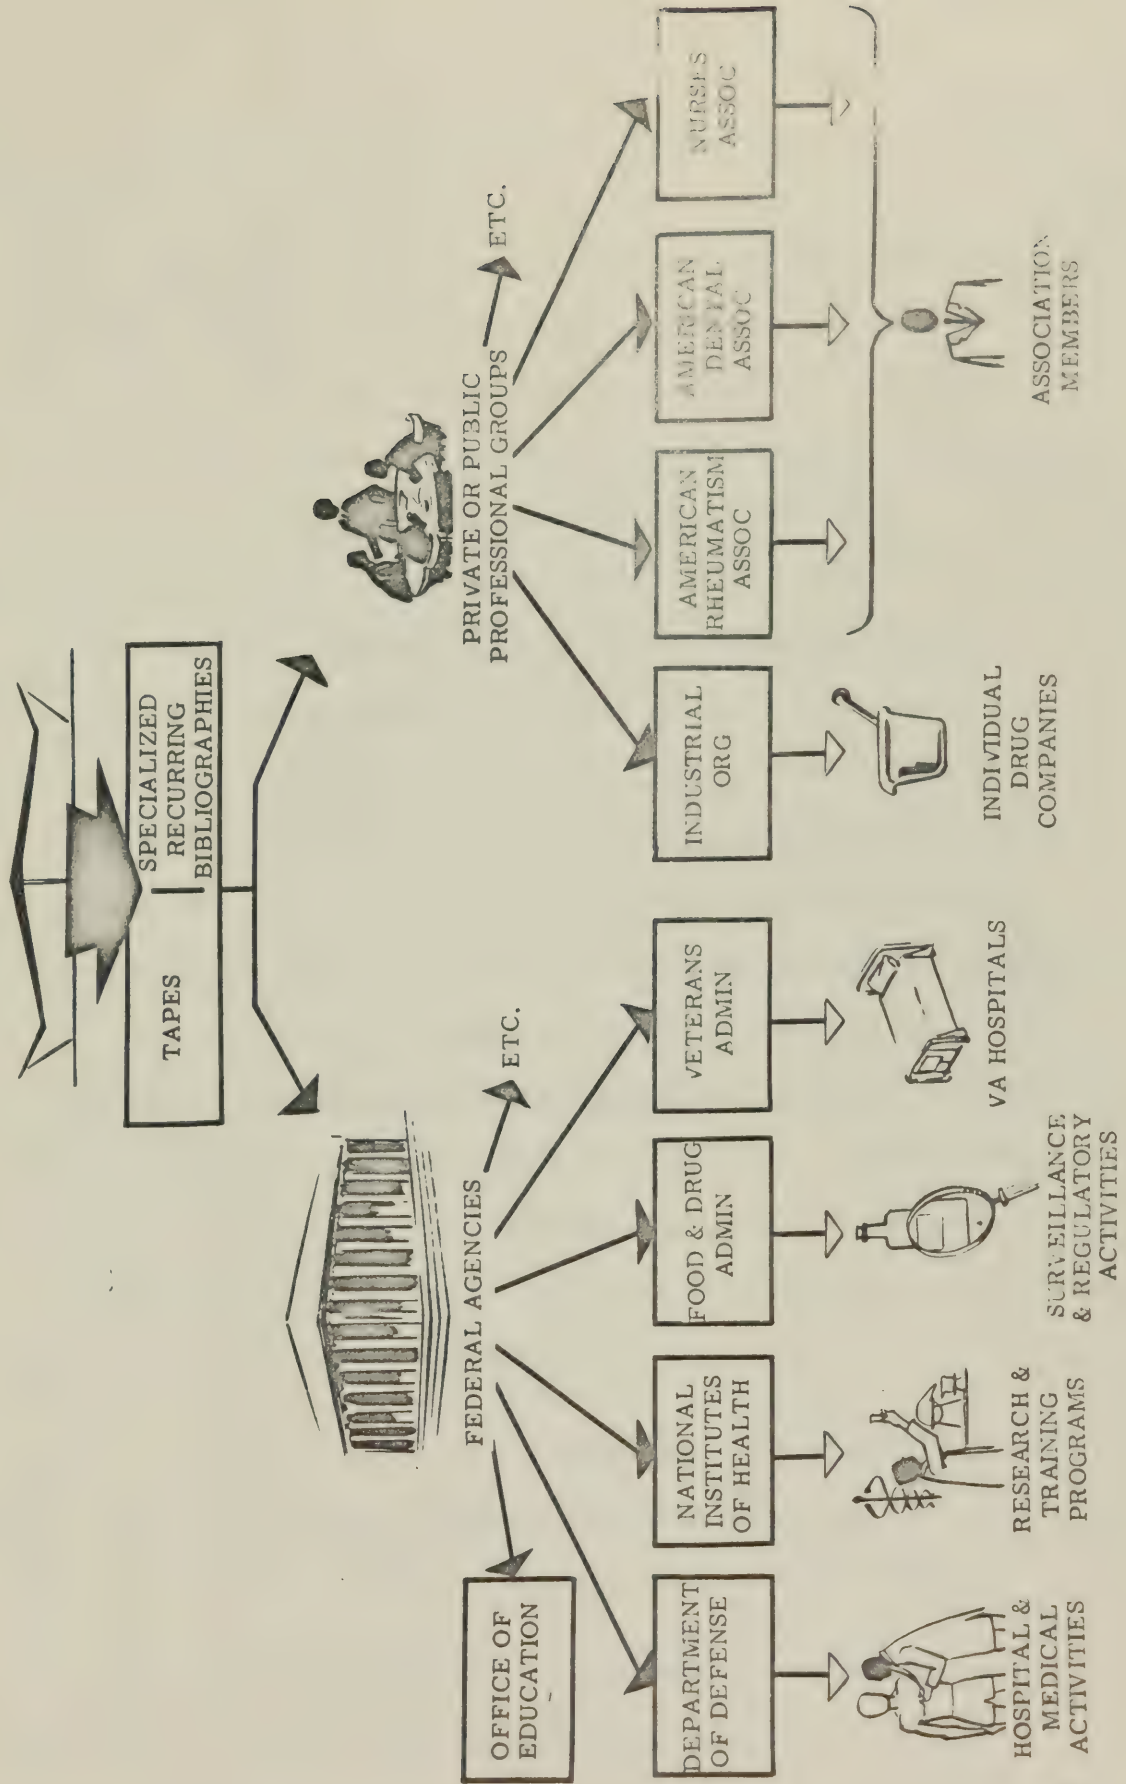 TAPES
SPECIALIZED
RECURRING
BIBLIOGRAPHIES
FEDERAL AGENCIES
ETC.
PRIVATE OR PUBLIC
PROFESSIONAL GROUPS
ETC.
OFFICE OF
EDUCATION
DEPARTMENT
OF DEFENSE
NATIONAL
INSTITUTES
OF HEALTH
FOOD & DRUG
ADMIN
VETERANS
ADMIN
INDUSTRIAL
ORG
AMERICAN
RHEUMATISM
ASSOC
AMERICAN
DENTAL
ASSOC
NURSES
ASSOC
HOSPITAL &
MEDICAL
ACTIVITIES
RESEARCH &
TRAINING
PROGRAMS
SURVEILLANCE
& REGULATORY
ACTIVITIES
VA HOSPITALS
INDIVIDUAL
DRUG
COMPANIES
ASSOCIATION
MEMBERS